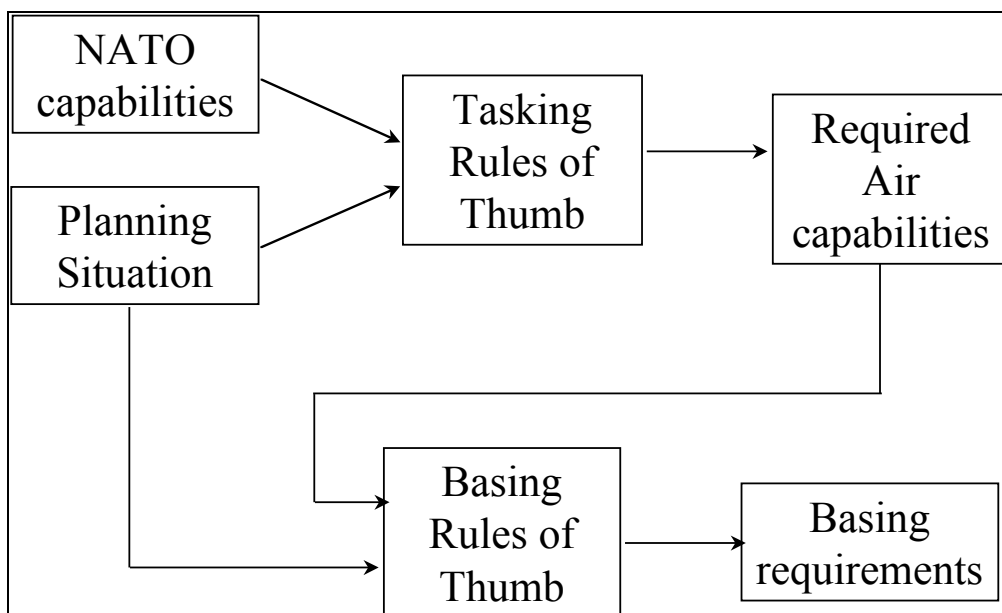 NATO
capabilities
Planning
Situation
Tasking
Rules of
Thumb
Required
Air
capabilities
Basing
Rules of
Thumb
Basing
requirements